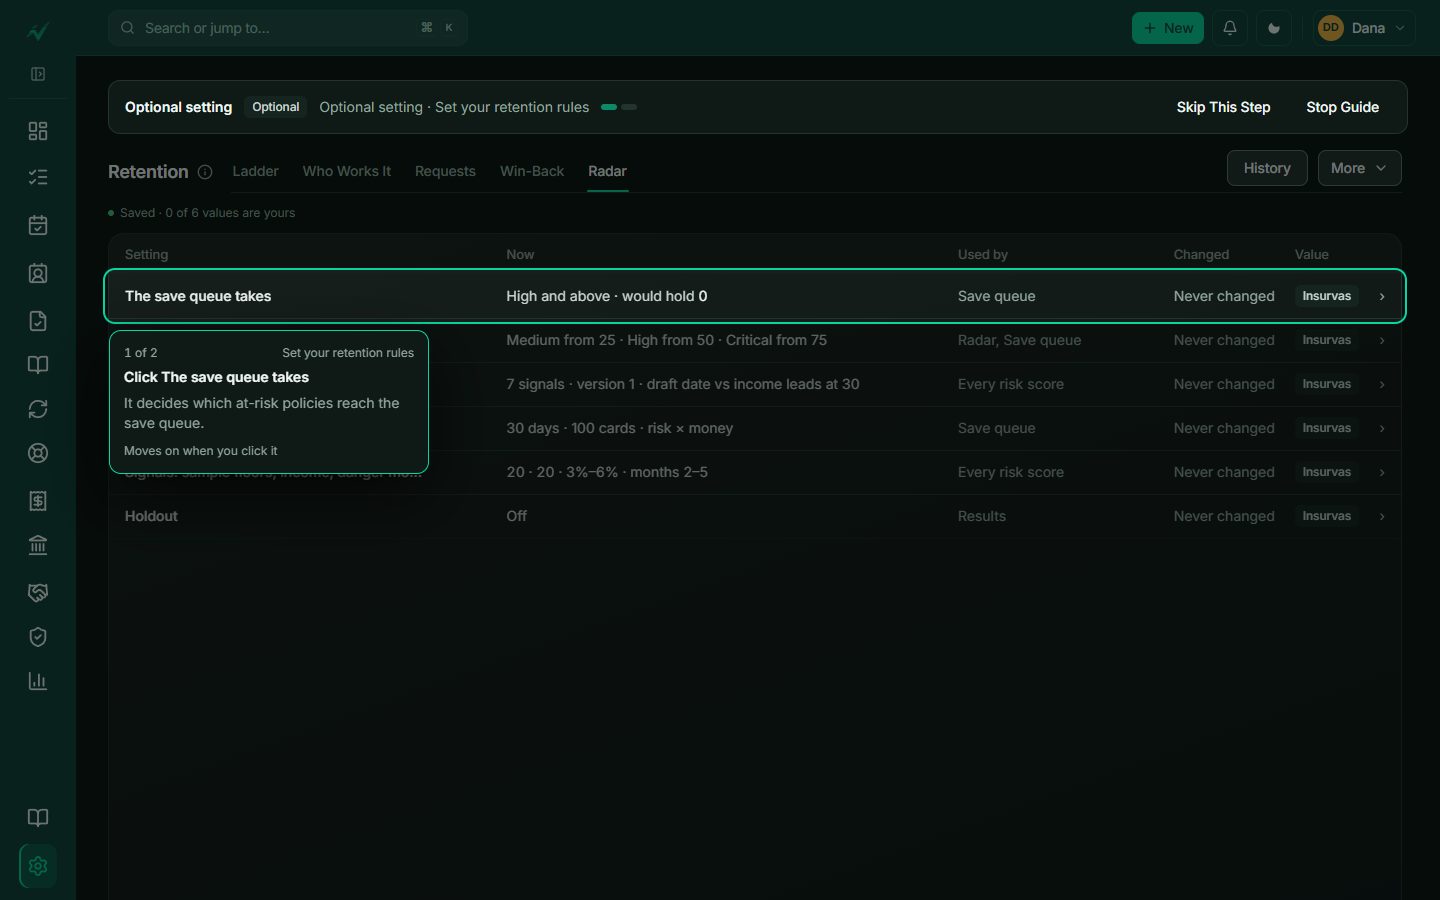 Search or jump to...
⌘ K
New
DD
Dana
Optional setting
Optional
Optional setting · Set your retention rules
Skip This Step
Stop Guide
Retention
Ladder
Who Works It
Requests
Win-Back
Radar
History
More
Saved · 0 of 6 values are yours
Setting
Now
Used by
Changed
Value
The save queue takes
High and above · would hold 0
Save queue
Never changed
Insurvas
1 of 2
Set your retention rules
Click The save queue takes
It decides which at-risk policies reach the
save queue.
Moves on when you click it
Medium from 25 · High from 50 · Critical from 75
Radar, Save queue
Never changed
Insurvas
7 signals · version 1 · draft date vs income leads at 30
Every risk score
Never changed
Insurvas
30 days · 100 cards · risk × money
Save queue
Never changed
Insurvas
20 · 20 · 3%–6% · months 2–5
Every risk score
Never changed
Insurvas
Holdout
Off
Results
Never changed
Insurvas